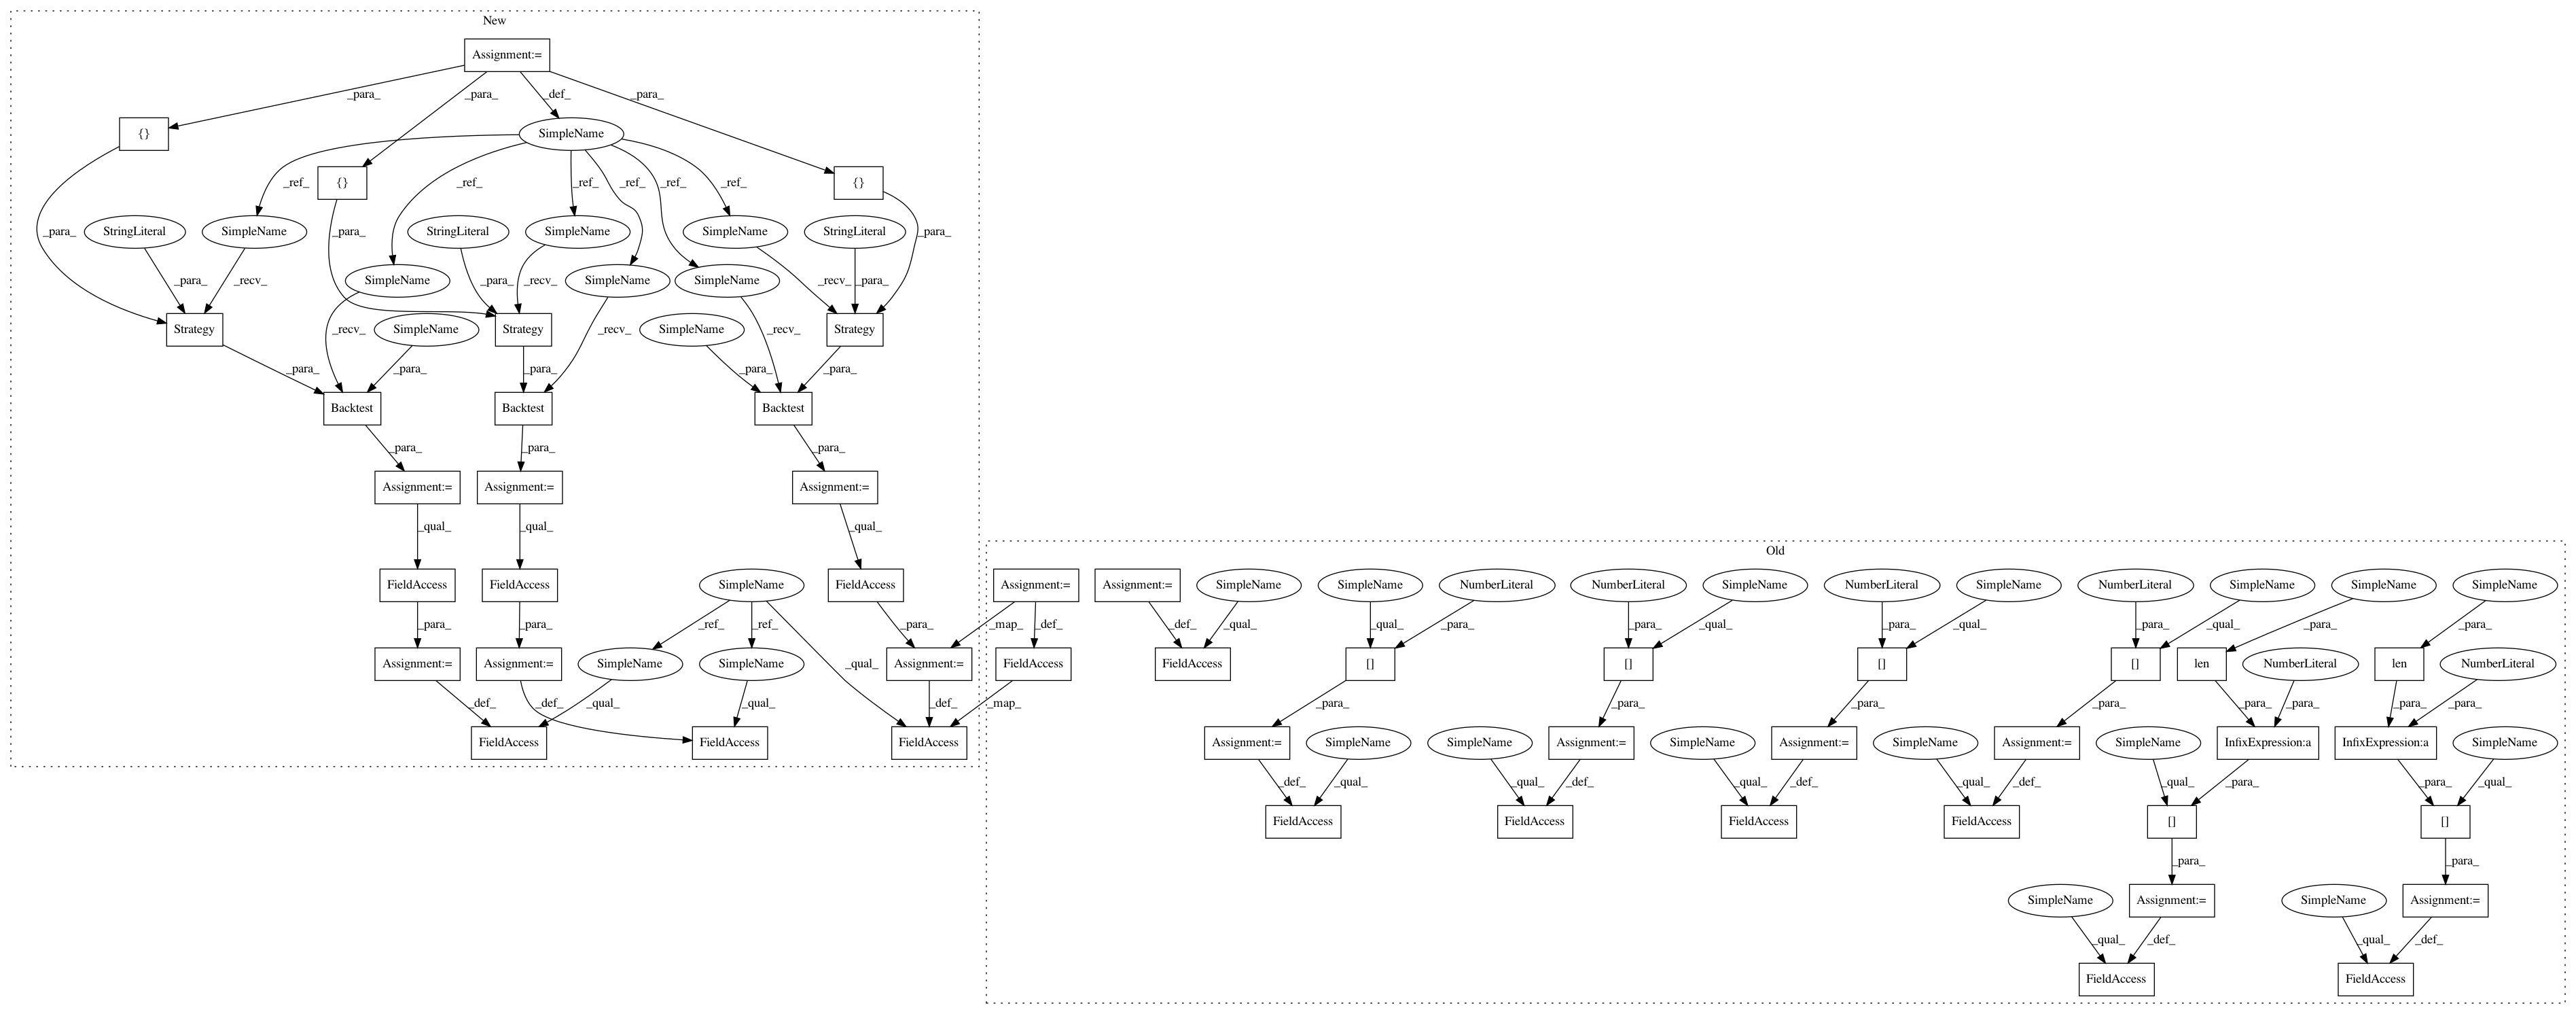 New
Assignment:=
_para_ _para_ _def_ _para_
{} SimpleName
{} {}
_ref_ _ref_ _ref_ _ref_ _ref_ _ref_
_para_ StringLiteral SimpleName _para_ StringLiteral SimpleName SimpleName StringLiteral _para_
_para_ _recv_ SimpleName _para_ _recv_ SimpleName SimpleName _recv_ _para_
Strategy _recv_ SimpleName Strategy _recv_ SimpleName _recv_ Strategy
_para_ _para_ _para_ _para_ _para_
Backtest Backtest Backtest
_para_ _para_ _para_
Assignment:= Assignment:= Assignment:=
_qual_ _qual_ _qual_
Old
FieldAccess FieldAccess SimpleName FieldAccess Assignment:= Assignment:= SimpleName SimpleName NumberLiteral NumberLiteral SimpleName NumberLiteral SimpleName NumberLiteral SimpleName SimpleName SimpleName
_para_ _para_ _ref_ _ref_ _para_ _map_ _def_ _def_ _qual_ _qual_ _para_ _para_ _qual_ _para_ _qual_ _para_ _qual_ _para_ _para_
Assignment:= Assignment:= SimpleName SimpleName _qual_ Assignment:= FieldAccess FieldAccess [] [] [] [] len NumberLiteral len NumberLiteral
_def_ _qual_ _def_ _qual_ _def_ _map_ _para_ _para_ _para_ _para_ _para_ _para_ _para_ _para_
FieldAccess FieldAccess FieldAccess Assignment:= SimpleName SimpleName Assignment:= SimpleName Assignment:= SimpleName Assignment:= SimpleName InfixExpression:a InfixExpression:a SimpleName
_def_ _qual_ _qual_ _def_ _qual_ _def_ _qual_ _def_ _qual_ _para_ _para_ _qual_
FieldAccess FieldAccess FieldAccess FieldAccess [] []
_para_ _para_
SimpleName Assignment:= SimpleName Assignment:=
_qual_ _def_ _qual_ _def_
FieldAccess FieldAccess